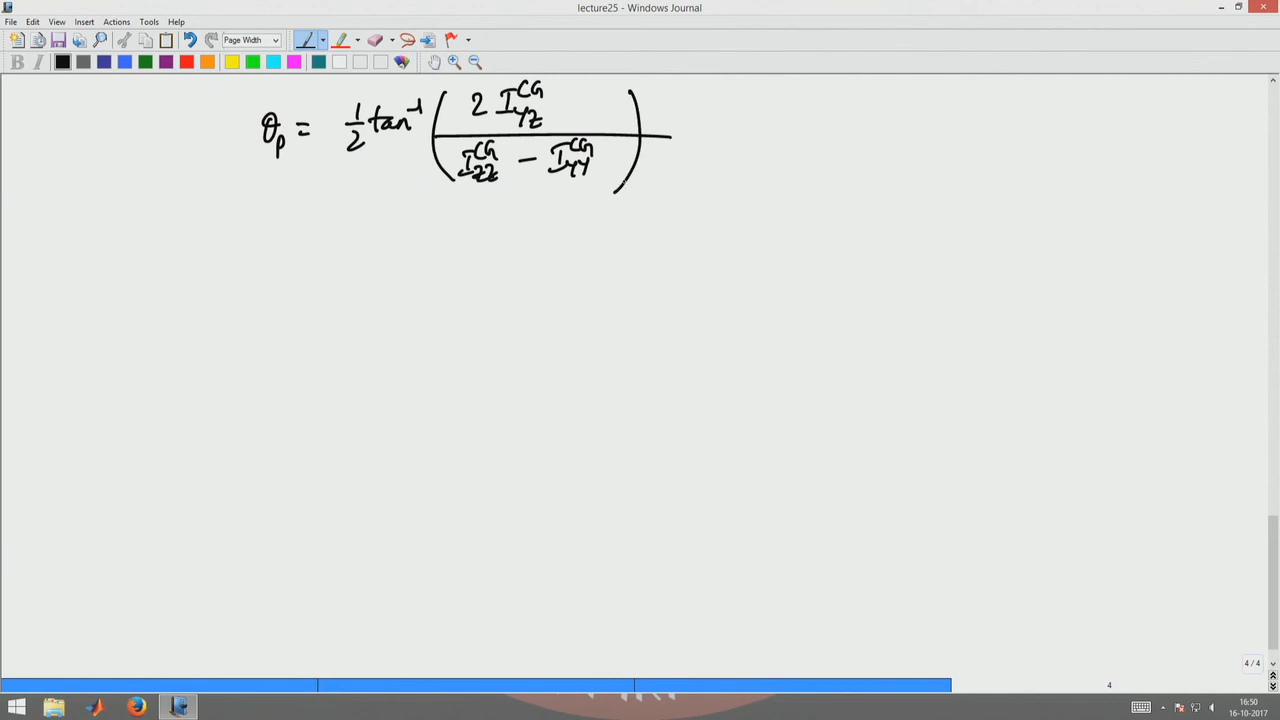 lecture25 - Windows Journal
File Edit View Insert Actions Tools Help
Page Width
B I
θp = 1/2 tan⁻¹ ( 2 I_YZ^CG / ( I_ZZ^CG − I_YY^CG ) )
4 / 4
4
16:50
16-10-2017